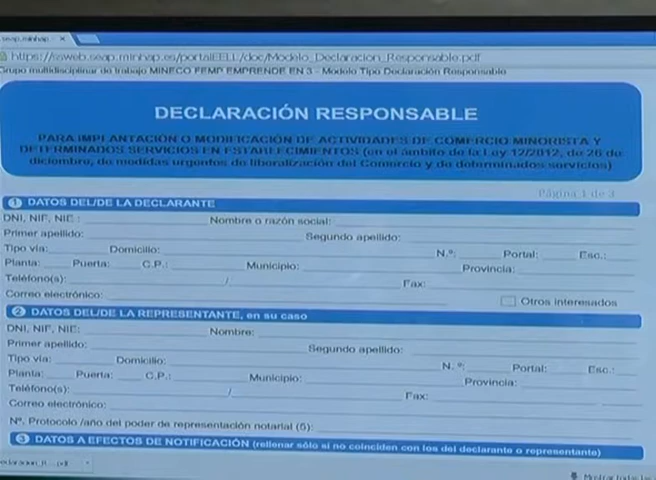 seap.minhap.
https://ssweb.seap.minhap.es/portalEELL/doc/Modelo_Declaracion_Responsable.pdf
Grupo multidisciplinar de trabajo MINECO FEMP EMPRENDE EN 3 - Modelo Tipo Declaración Responsable
DECLARACIÓN RESPONSABLE
PARA IMPLANTACIÓN O MODIFICACIÓN DE ACTIVIDADES DE COMERCIO MINORISTA Y
DETERMINADOS SERVICIOS EN ESTABLECIMIENTOS (en el ámbito de la Ley 12/2012, de 26 de
diciembre, de medidas urgentes de liberalización del Comercio y de determinados servicios)
Página 1 de 3
1 DATOS DEL/DE LA DECLARANTE
DNI, NIF, NIE : Nombre o razón social:
Primer apellido: Segundo apellido:
Tipo vía: Domicilio: N.º: Portal: Esc.:
Planta: Puerta: C.P.: Municipio: Provincia:
Teléfono(s): / Fax:
Correo electrónico: Otros interesados
2 DATOS DEL/DE LA REPRESENTANTE, en su caso
DNI, NIF, NIE: Nombre:
Primer apellido: Segundo apellido:
Tipo vía: Domicilio: N. º: Portal: Esc.:
Planta: Puerta: C.P.: Municipio: Provincia:
Teléfono(s): / Fax:
Correo electrónico:
Nº. Protocolo /año del poder de representación notarial (5):
3 DATOS A EFECTOS DE NOTIFICACIÓN (rellenar sólo si no coinciden con los del declarante o representante)
Mostrar todas las